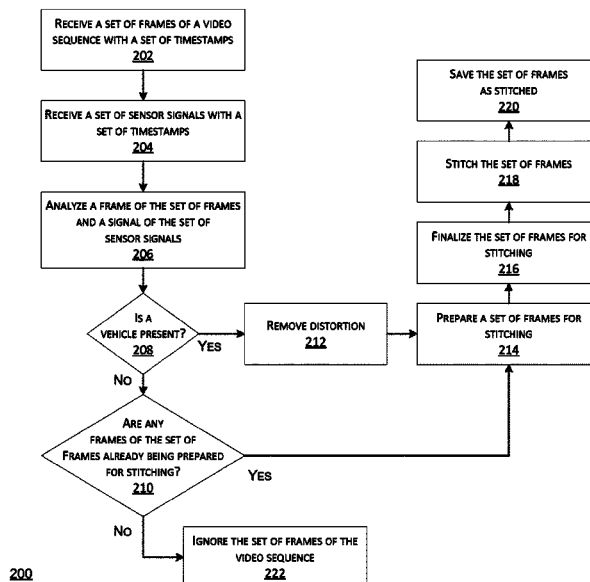 RECEIVE A SET OF FRAMES OF A VIDEO
SEQUENCE WITH A SET OF TIMESTAMPS
202
RECEIVE A SET OF SENSOR SIGNALS WITH A
SET OF TIMESTAMPS
204
ANALYZE A FRAME OF THE SET OF FRAMES
AND A SIGNAL OF THE SET OF
SENSOR SIGNALS
206
IS A
VEHICLE PRESENT?
208
YES
NO
REMOVE DISTORTION
212
PREPARE A SET OF FRAMES FOR
STITCHING
214
FINALIZE THE SET OF FRAMES FOR
STITCHING
216
STITCH THE SET OF FRAMES
218
SAVE THE SET OF FRAMES
AS STITCHED
220
ARE ANY
FRAMES OF THE SET OF
FRAMES ALREADY BEING PREPARED
FOR STITCHING?
210
YES
NO
IGNORE THE SET OF FRAMES OF THE
VIDEO SEQUENCE
222
200